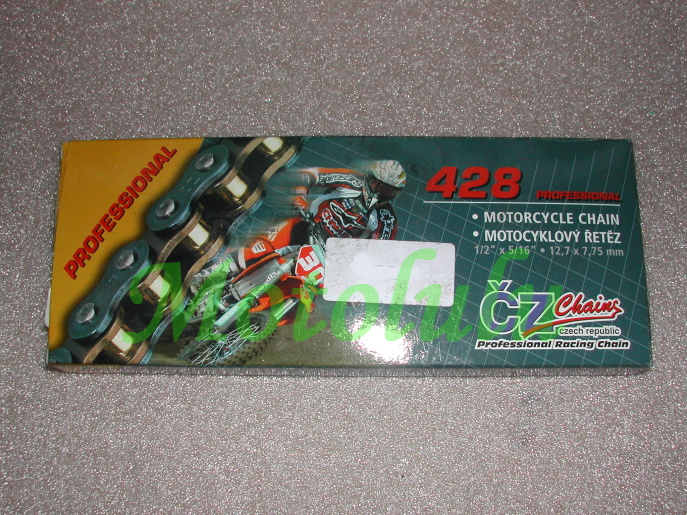 PROFESSIONAL
428 PROFESSIONAL
• MOTORCYCLE CHAIN
• MOTOCYKLOVÝ ŘETĚZ
1/2" x 5/16" • 12,7 x 7,75 mm
ČZ Chains
czech republic
Professional Racing Chain